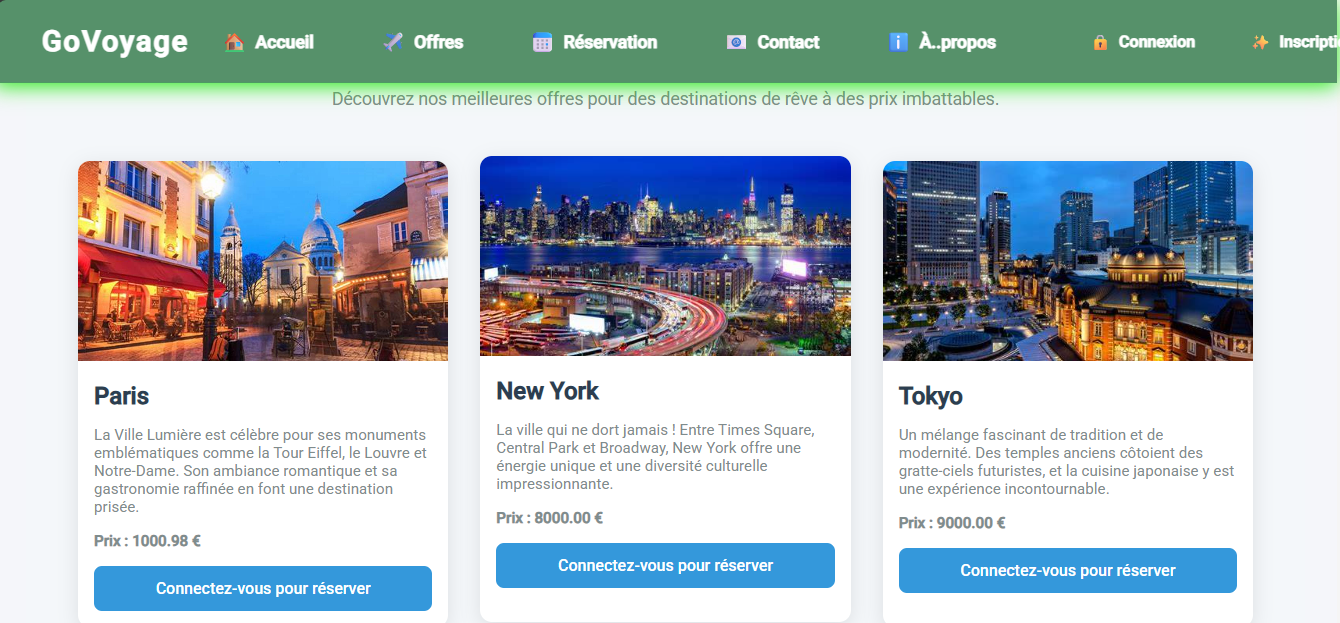 GoVoyage
Accueil
Offres
Réservation
Contact
À..propos
Connexion
Inscripti
Découvrez nos meilleures offres pour des destinations de rêve à des prix imbattables.
Paris
La Ville Lumière est célèbre pour ses monuments
emblématiques comme la Tour Eiffel, le Louvre et
Notre-Dame. Son ambiance romantique et sa
gastronomie raffinée en font une destination
prisée.
Prix : 1000.98 €
Connectez-vous pour réserver
New York
La ville qui ne dort jamais ! Entre Times Square,
Central Park et Broadway, New York offre une
énergie unique et une diversité culturelle
impressionnante.
Prix : 8000.00 €
Connectez-vous pour réserver
Tokyo
Un mélange fascinant de tradition et de
modernité. Des temples anciens côtoient des
gratte-ciels futuristes, et la cuisine japonaise y est
une expérience incontournable.
Prix : 9000.00 €
Connectez-vous pour réserver